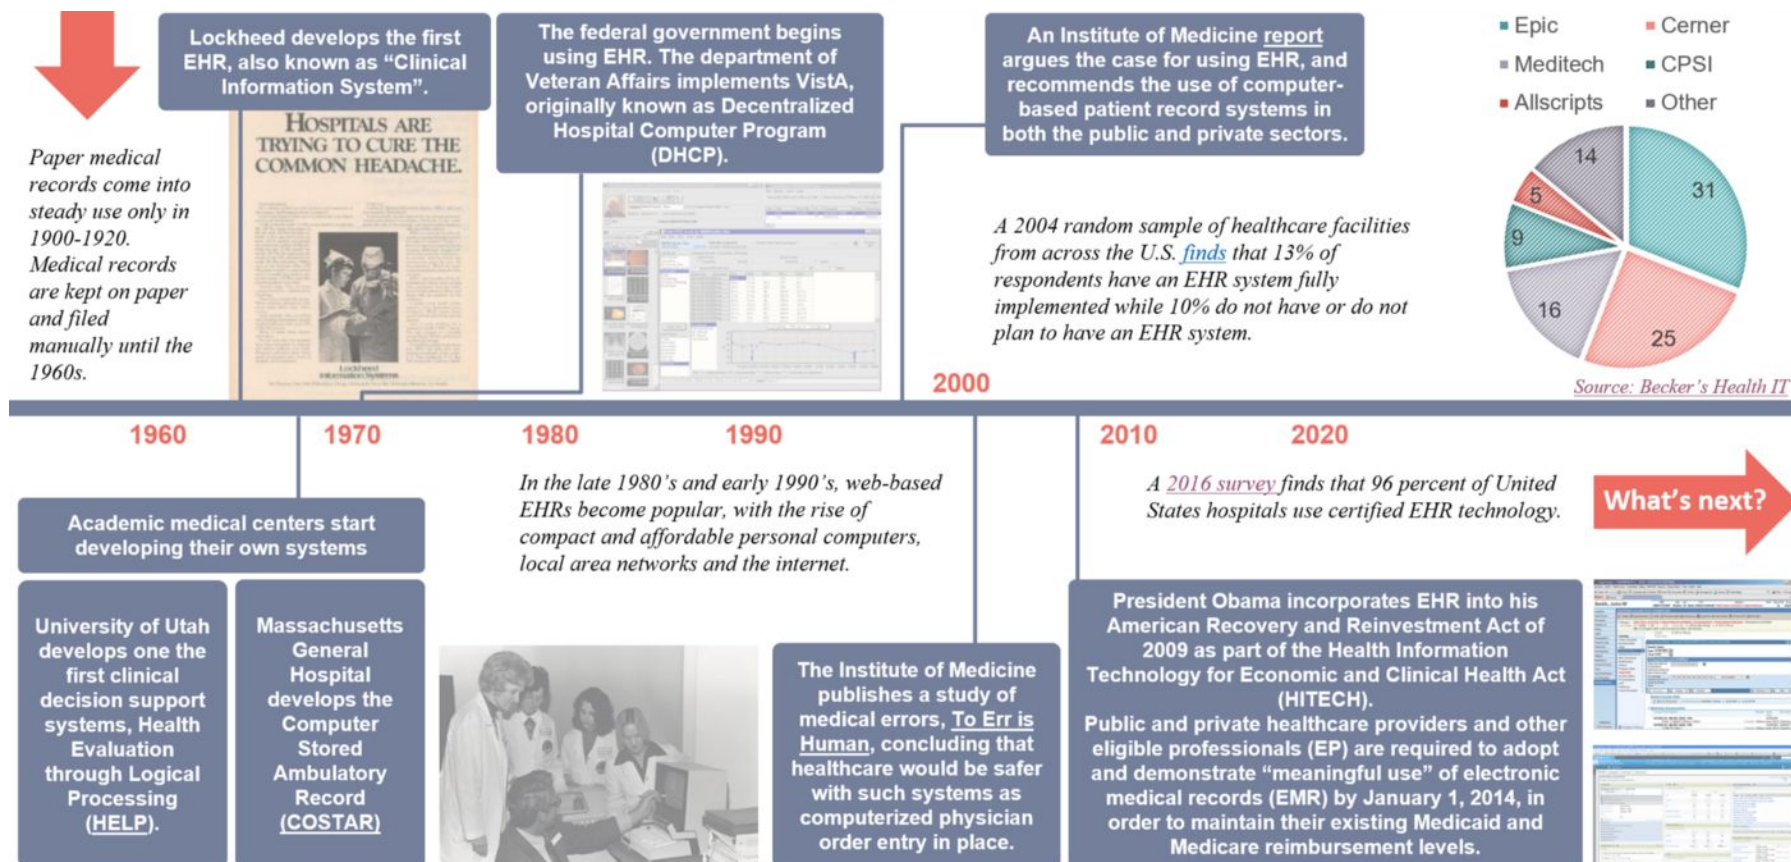 Lockheed develops the first
EHR, also known as “Clinical
Information System”.
The federal government begins
using EHR. The department of
Veteran Affairs implements VistA,
originally known as Decentralized
Hospital Computer Program
(DHCP).
An Institute of Medicine report
argues the case for using EHR, and
recommends the use of computer-
based patient record systems in
both the public and private sectors.
Epic
Cerner
Meditech
CPSI
Allscripts
Other
31
25
16
9
5
14
Source: Becker’s Health IT
Paper medical
records come into
steady use only in
1900-1920.
Medical records
are kept on paper
and filed
manually until the
1960s.
HOSPITALS ARE
TRYING TO CURE THE
COMMON HEADACHE.
Lockheed
Information Systems
A 2004 random sample of healthcare facilities
from across the U.S. finds that 13% of
respondents have an EHR system fully
implemented while 10% do not have or do not
plan to have an EHR system.
2000
1960
1970
1980
1990
2010
2020
Academic medical centers start
developing their own systems
University of Utah
develops one the
first clinical
decision support
systems, Health
Evaluation
through Logical
Processing
(HELP).
Massachusetts
General
Hospital
develops the
Computer
Stored
Ambulatory
Record
(COSTAR)
In the late 1980’s and early 1990’s, web-based
EHRs become popular, with the rise of
compact and affordable personal computers,
local area networks and the internet.
The Institute of Medicine
publishes a study of
medical errors, To Err is
Human, concluding that
healthcare would be safer
with such systems as
computerized physician
order entry in place.
A 2016 survey finds that 96 percent of United
States hospitals use certified EHR technology.
What’s next?
President Obama incorporates EHR into his
American Recovery and Reinvestment Act of
2009 as part of the Health Information
Technology for Economic and Clinical Health Act
(HITECH).
Public and private healthcare providers and other
eligible professionals (EP) are required to adopt
and demonstrate “meaningful use” of electronic
medical records (EMR) by January 1, 2014, in
order to maintain their existing Medicaid and
Medicare reimbursement levels.